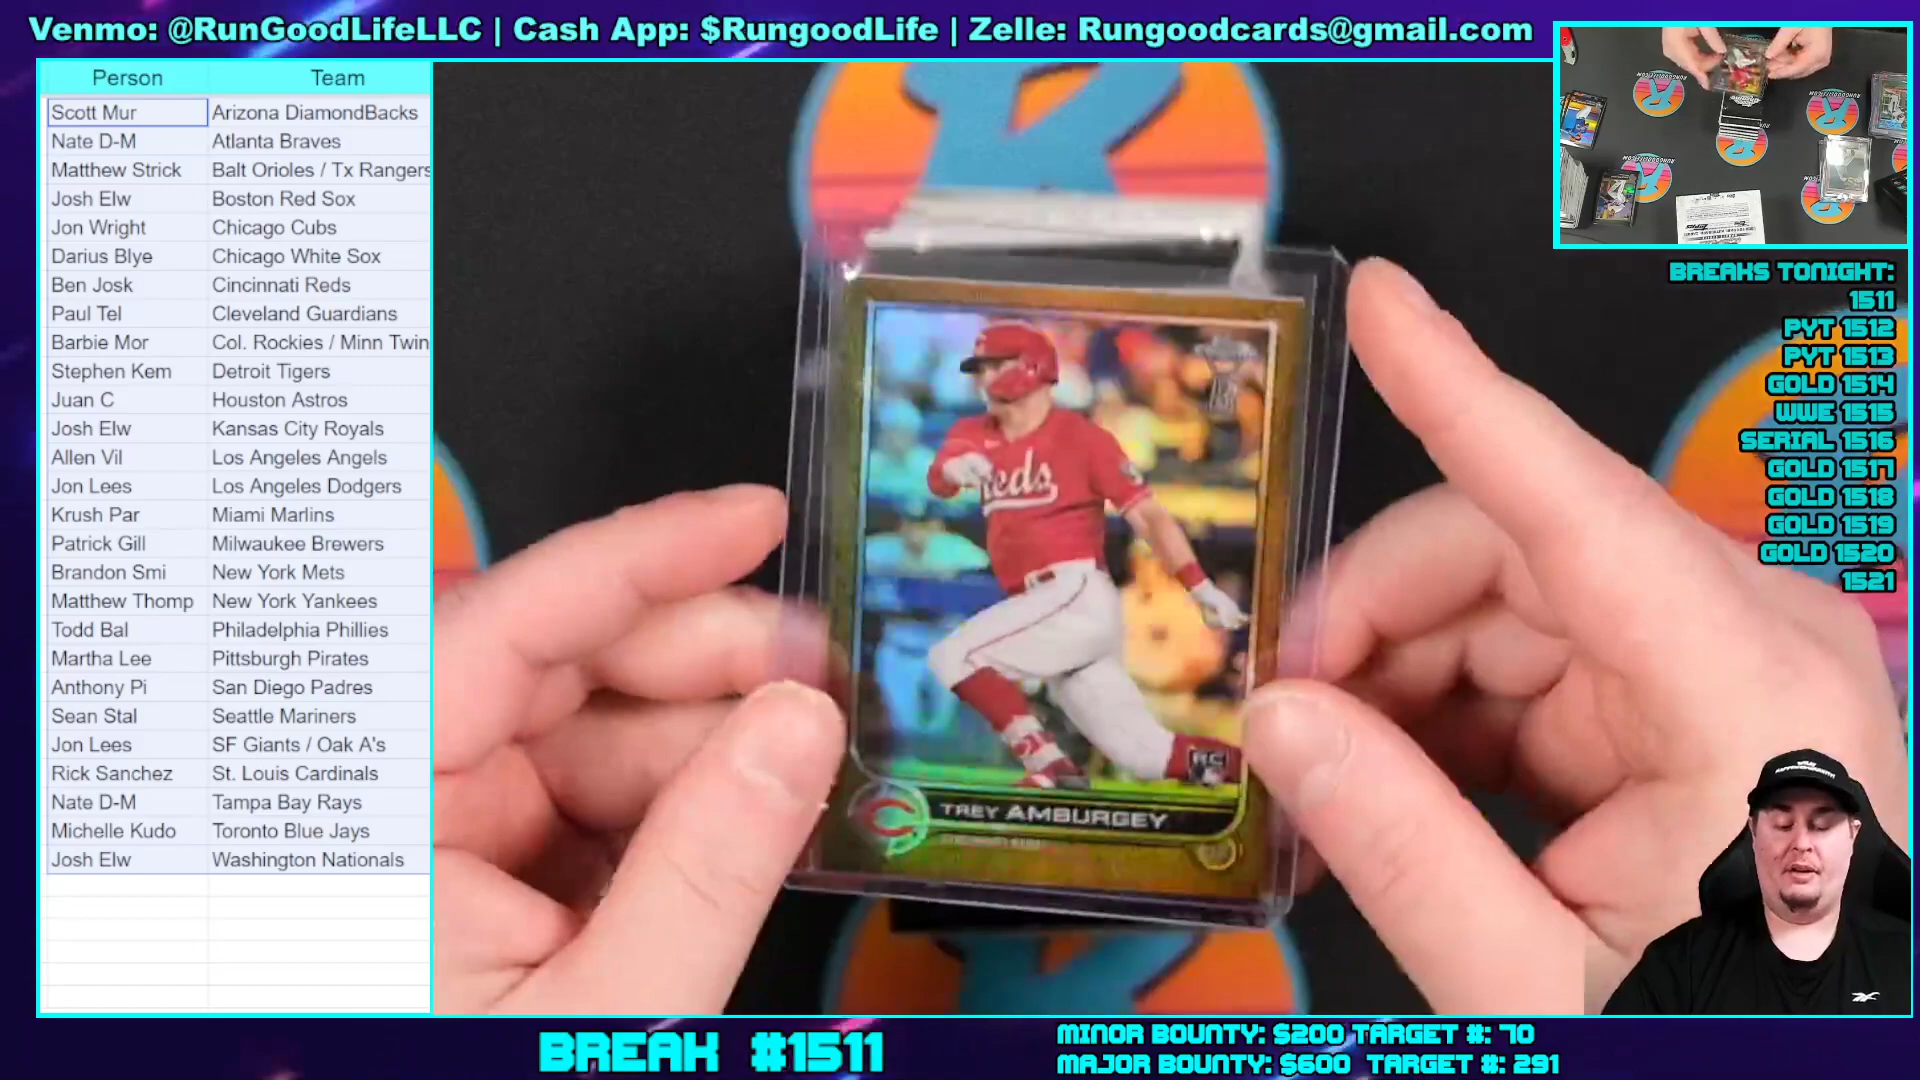 Venmo: @RunGoodLifeLLC | Cash App: $RungoodLife | Zelle: Rungoodcards@gmail.com
Person Team
Scott Mur Arizona DiamondBacks
Nate D-M Atlanta Braves
Matthew Strick Balt Orioles / Tx Rangers
Josh Elw Boston Red Sox
Jon Wright Chicago Cubs
Darius Blye Chicago White Sox
Ben Josk Cincinnati Reds
Paul Tel Cleveland Guardians
Barbie Mor Col. Rockies / Minn Twin
Stephen Kem Detroit Tigers
Juan C Houston Astros
Josh Elw Kansas City Royals
Allen Vil Los Angeles Angels
Jon Lees Los Angeles Dodgers
Krush Par Miami Marlins
Patrick Gill Milwaukee Brewers
Brandon Smi New York Mets
Matthew Thomp New York Yankees
Todd Bal Philadelphia Phillies
Martha Lee Pittsburgh Pirates
Anthony Pi San Diego Padres
Sean Stal Seattle Mariners
Jon Lees SF Giants / Oak A's
Rick Sanchez St. Louis Cardinals
Nate D-M Tampa Bay Rays
Michelle Kudo Toronto Blue Jays
Josh Elw Washington Nationals
Reds
RC
TREY AMBURGEY
BREAKS TONIGHT:
1511
PYT 1512
PYT 1513
GOLD 1514
WWE 1515
SERIAL 1516
GOLD 1517
GOLD 1518
GOLD 1519
GOLD 1520
1521
BREAK #1511
MINOR BOUNTY: $200 TARGET #: 70
MAJOR BOUNTY: $600 TARGET #: 291